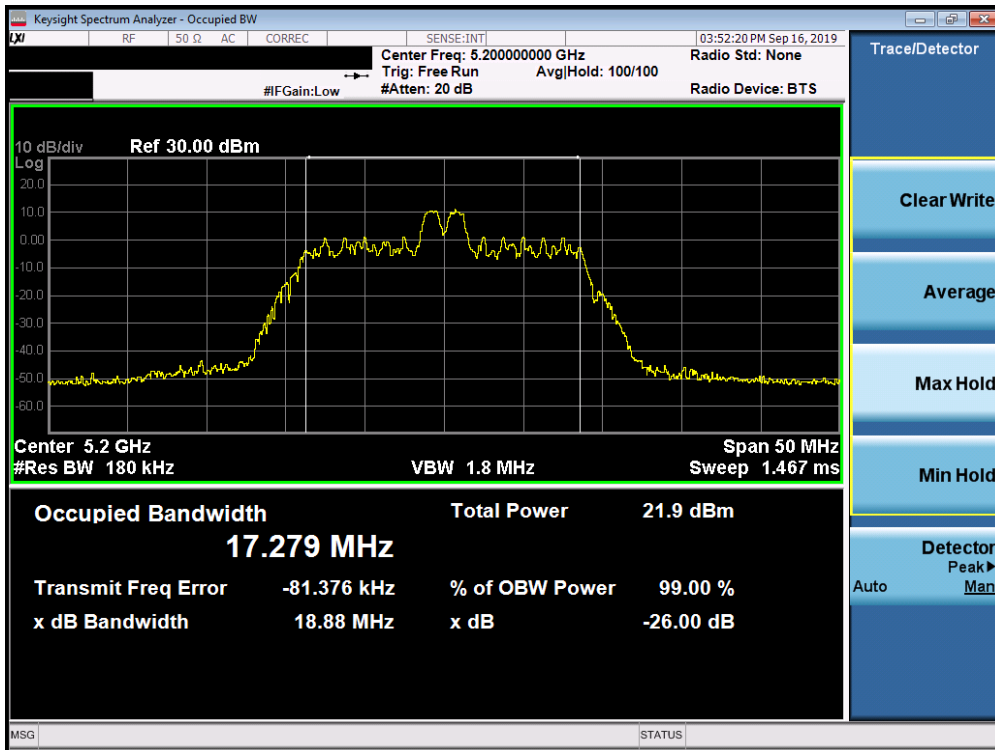 Keysight Spectrum Analyzer - Occupied BW
LXI RF 50 Ω AC CORREC SENSE:INT 03:52:20 PM Sep 16, 2019
Center Freq: 5.200000000 GHz Radio Std: None
Trig: Free Run Avg|Hold: 100/100
#IFGain:Low #Atten: 20 dB Radio Device: BTS
10 dB/div Ref 30.00 dBm
Log
20.0
10.0
0.00
-10.0
-20.0
-30.0
-40.0
-50.0
-60.0
Center 5.2 GHz Span 50 MHz
#Res BW 180 kHz VBW 1.8 MHz Sweep 1.467 ms
Occupied Bandwidth Total Power 21.9 dBm
17.279 MHz
Transmit Freq Error -81.376 kHz % of OBW Power 99.00 %
x dB Bandwidth 18.88 MHz x dB -26.00 dB
MSG STATUS
Trace/Detector
Clear Write
Average
Max Hold
Min Hold
Detector
Peak▶
Auto Man